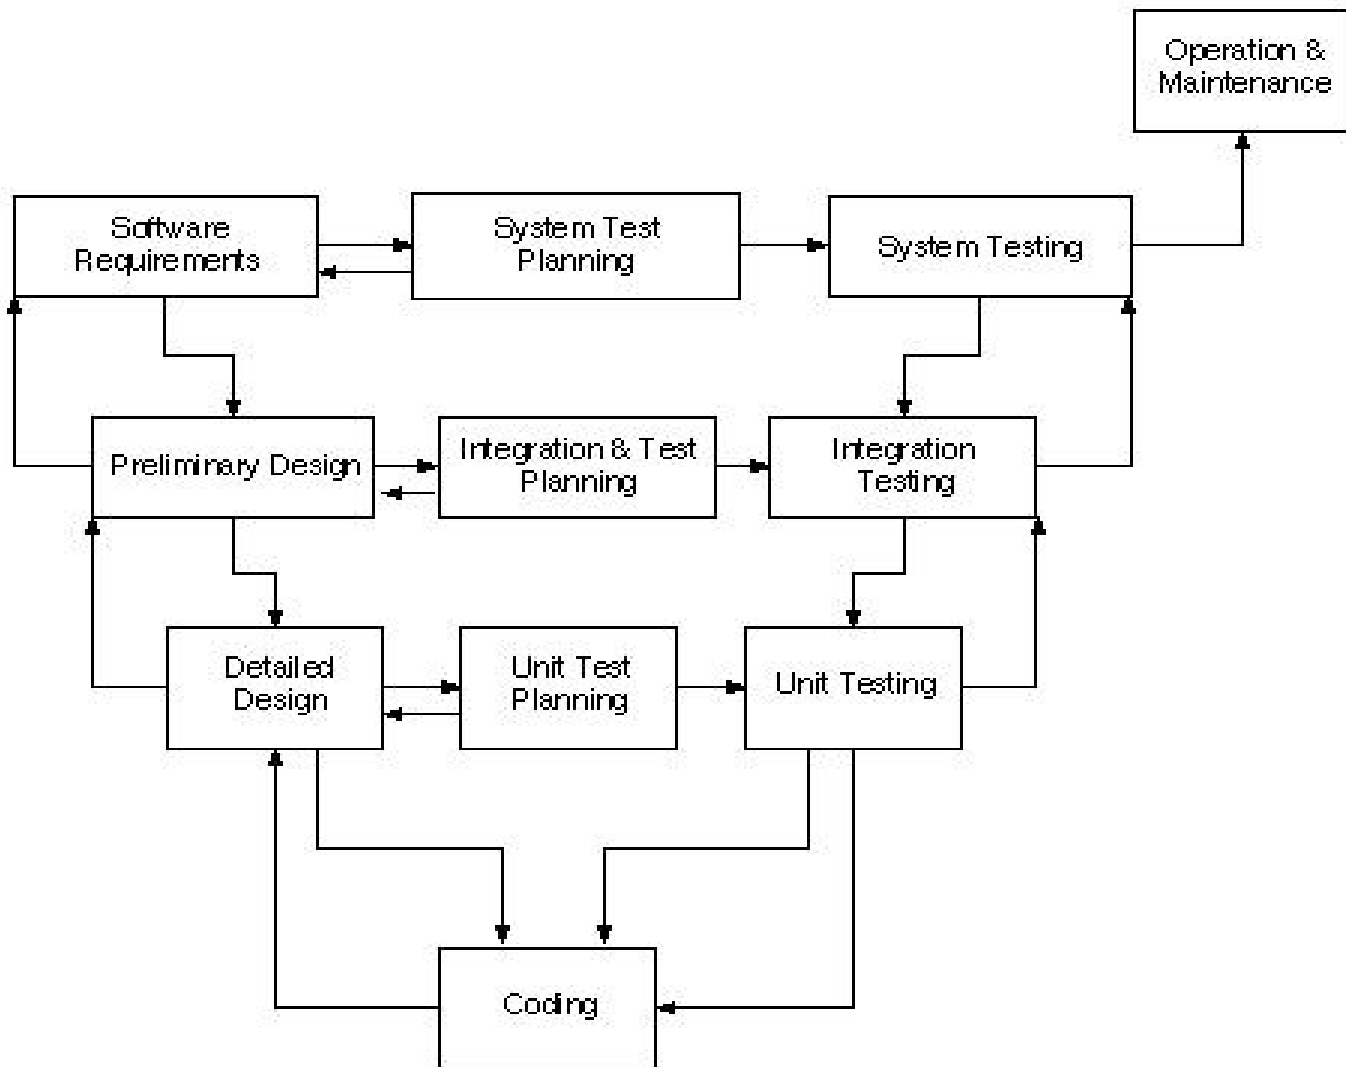 Operation &
Maintenance
Software
Requirements
System Test
Planning
System Testing
Preliminary Design
Integration & Test
Planning
Integration
Testing
Detailed
Design
Unit Test
Planning
Unit Testing
Coding